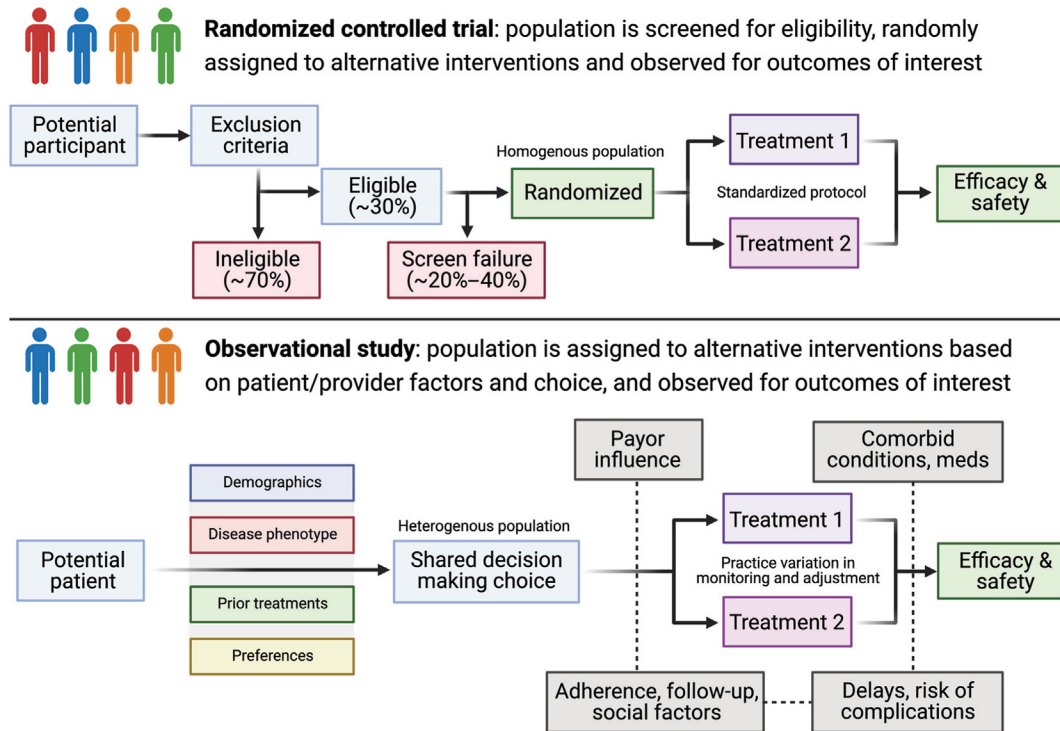 Randomized controlled trial: population is screened for eligibility, randomly
assigned to alternative interventions and observed for outcomes of interest
Potential
participant
Exclusion
criteria
Eligible
(~30%)
Ineligible
(~70%)
Screen failure
(~20%–40%)
Homogenous population
Randomized
Treatment 1
Standardized protocol
Treatment 2
Efficacy &
safety
Observational study: population is assigned to alternative interventions based
on patient/provider factors and choice, and observed for outcomes of interest
Potential
patient
Demographics
Disease phenotype
Prior treatments
Preferences
Heterogenous population
Shared decision
making choice
Payor
influence
Comorbid
conditions, meds
Treatment 1
Practice variation in
monitoring and adjustment
Treatment 2
Efficacy &
safety
Adherence, follow-up,
social factors
Delays, risk of
complications